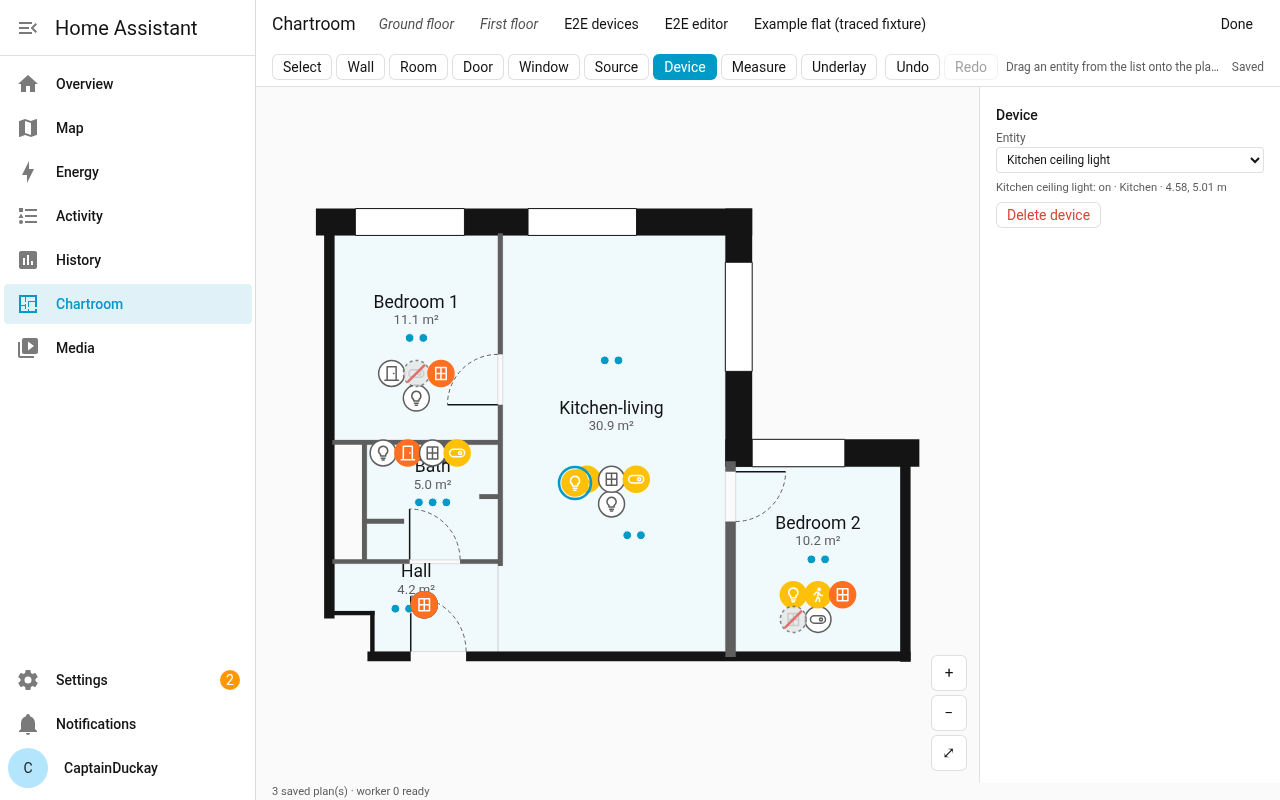 Home Assistant
Overview
Map
Energy
Activity
History
Chartroom
Media
Settings
2
Notifications
C
CaptainDuckay
Chartroom
Ground floor
First floor
E2E devices
E2E editor
Example flat (traced fixture)
Done
Select
Wall
Room
Door
Window
Source
Device
Measure
Underlay
Undo
Redo
Drag an entity from the list onto the pla...
Saved
Bedroom 1
11.1 m²
Kitchen-living
30.9 m²
Bath
5.0 m²
Bedroom 2
10.2 m²
Hall
4.2 m²
+
−
3 saved plan(s) · worker 0 ready
Device
Entity
Kitchen ceiling light
Kitchen ceiling light: on · Kitchen · 4.58, 5.01 m
Delete device